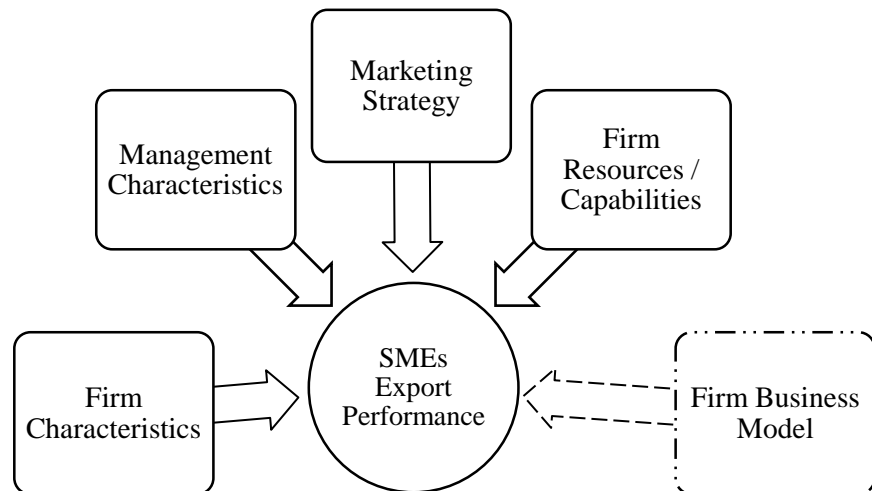 Marketing
Strategy
Management
Characteristics
Firm
Resources /
Capabilities
SMEs
Export
Performance
Firm
Characteristics
Firm Business
Model